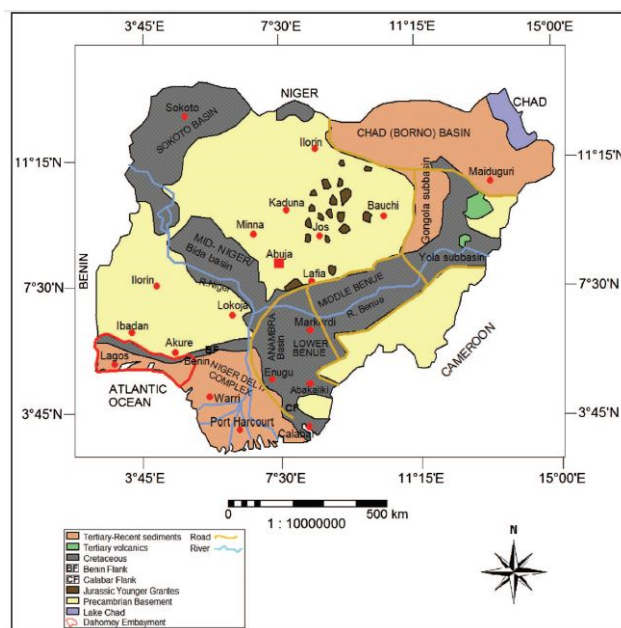 3°45'E 7°30'E 11°15'E 15°00'E
NIGER
CHAD
Sokoto
SOKOTO BASIN
CHAD (BORNO) BASIN
Ilorin
11°15'N
11°15'N
Maiduguri
Gongola subbasin
Kaduna
Bauchi
Minna
Jos
MID- NIGER/
Bida basin
Abuja
Yola subbasin
BENIN
Lafia
7°30'N
7°30'N
Ilorin
R.Niger
MIDDLE BENUE
R. Benue
Lokoja
Markurdi
CAMEROON
Ibadan
ANAMBRA
Basin
LOWER
BENUE
Akure
BF
Lagos
Benin
Enugu
Abakaliki
ATLANTIC
OCEAN
NIGER DELTA
COMPLEX
Warri
CF
3°45'N
3°45'N
Port Harcourt
Calabar
3°45'E 7°30'E 11°15'E 15°00'E
0 500 km
1 : 10000000
Tertiary-Recent sediments Road
Tertiary volcanics River
Cretaceous
BF Benin Flank
CF Calabar Flank
Jurassic Younger Grantes
Precambrian Basement
Lake Chad
Dahomey Embayment
N